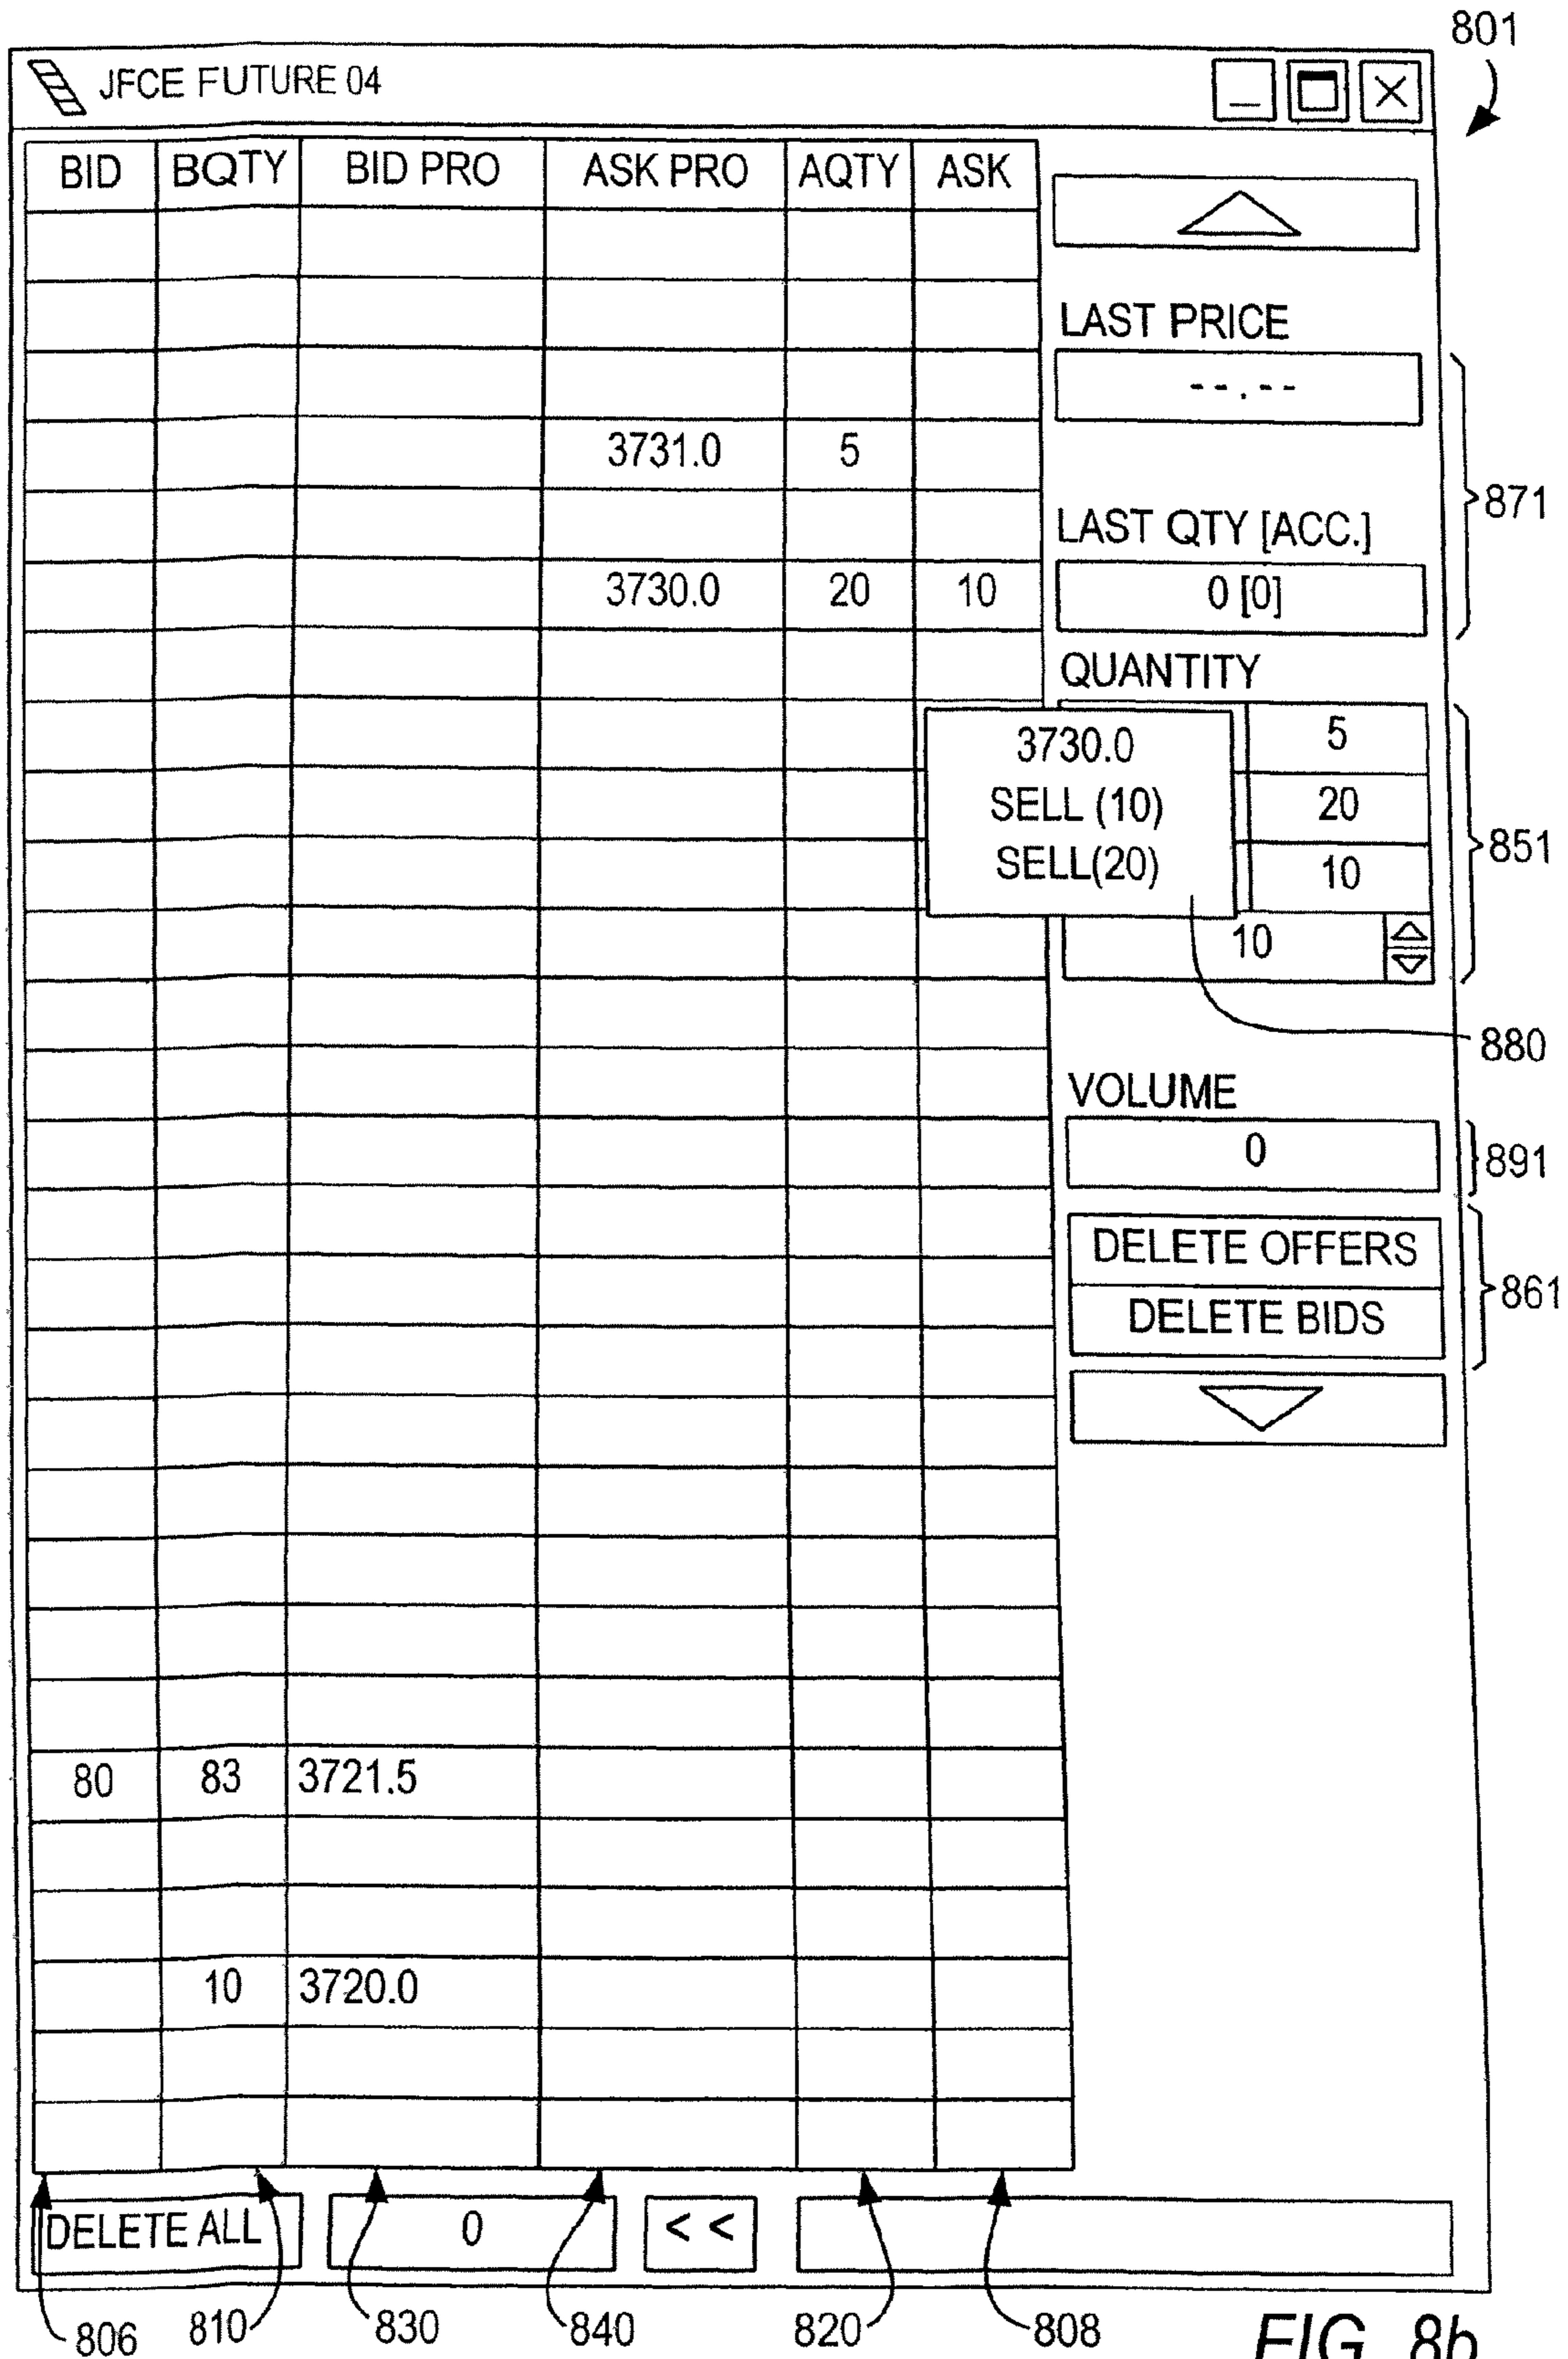 801
JFCE FUTURE 04
BID BQTY BID PRO ASK PRO AQTY ASK
LAST PRICE
--.--
3731.0 5
871
LAST QTY [ACC.]
3730.0 20 10 0 [0]
QUANTITY
3730.0 5
SELL (10) 20
851
SELL(20) 10
10
880
VOLUME
0
891
DELETE OFFERS
861
DELETE BIDS
80 83 3721.5
10 3720.0
DELETE ALL 0 < <
806 810 830 840 820 808
FIG. 8b